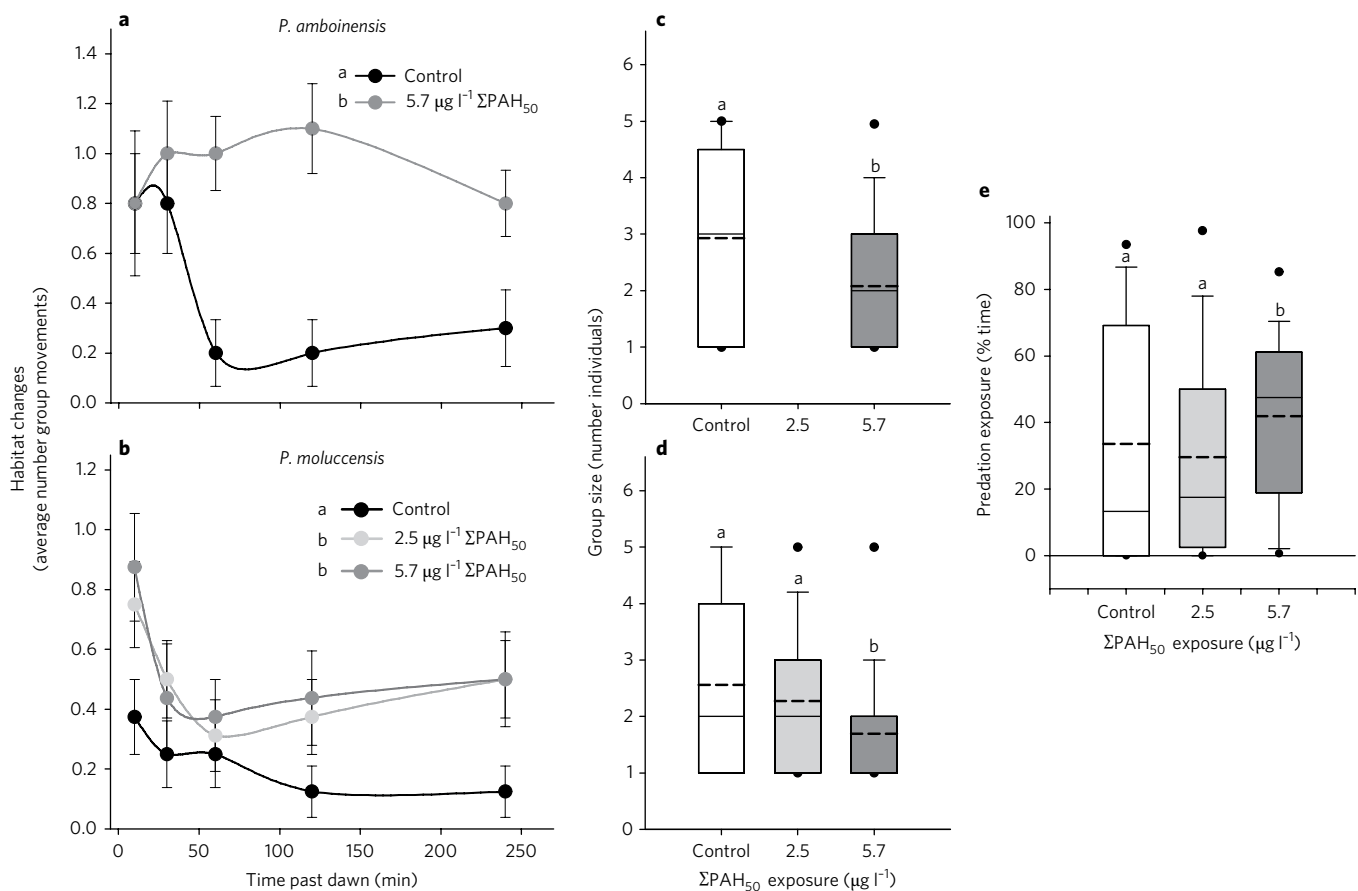 a
P. amboinensis
1.4
1.2
1.0
0.8
0.6
0.4
0.2
0.0
a Control
b 5.7 μg l⁻¹ ΣPAH₅₀
Habitat changes
(average number group movements)
b
P. moluccensis
1.2
1.0
0.8
0.6
0.4
0.2
0.0
a Control
b 2.5 μg l⁻¹ ΣPAH₅₀
b 5.7 μg l⁻¹ ΣPAH₅₀
0 50 100 150 200 250
Time past dawn (min)
c
6
5
4
3
2
1
0
a
b
Control 2.5 5.7
Group size (number individuals)
d
6
5
4
3
2
1
0
a
a
b
Control 2.5 5.7
ΣPAH₅₀ exposure (μg l⁻¹)
e
100
80
60
40
20
0
a
a
b
Predation exposure (% time)
Control 2.5 5.7
ΣPAH₅₀ exposure (μg l⁻¹)